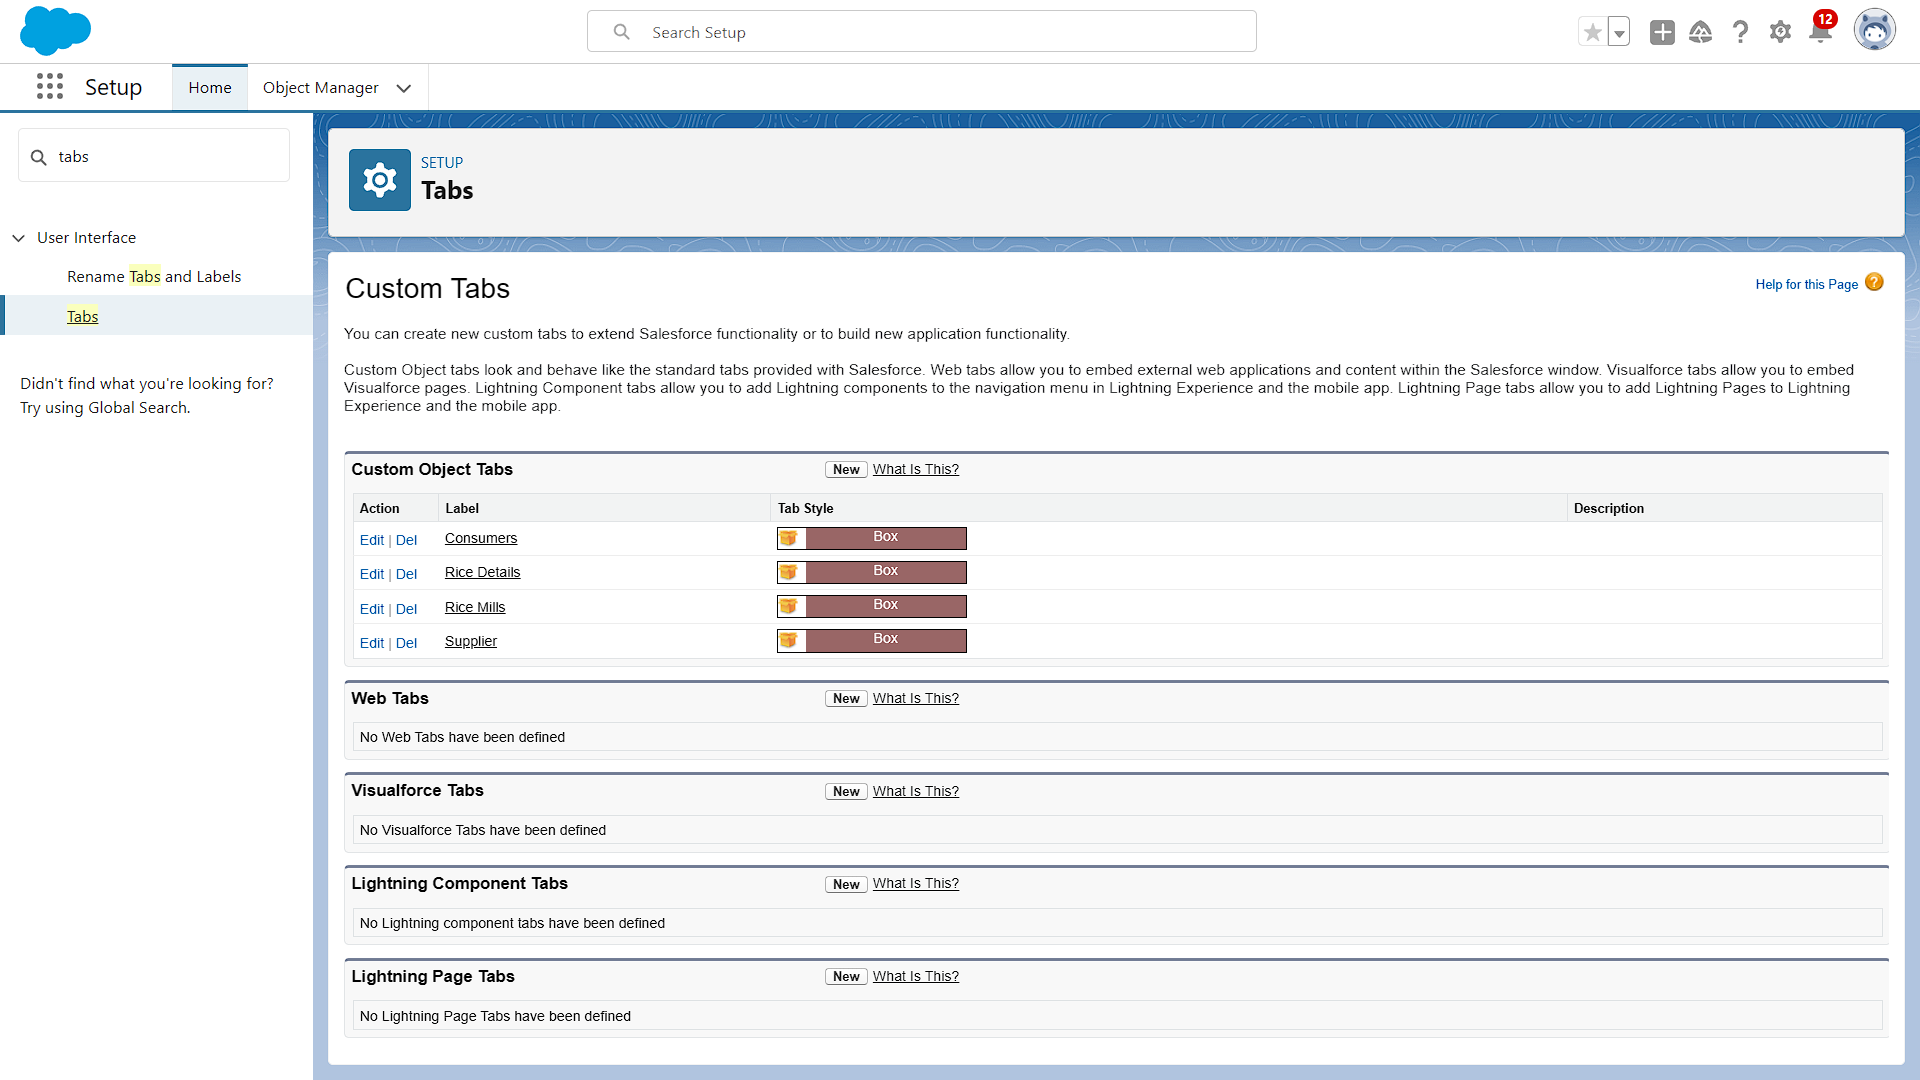 Search Setup
12
Setup
Home
Object Manager
tabs
User Interface
Rename Tabs and Labels
Tabs
Didn't find what you're looking for?
Try using Global Search.
SETUP
Tabs
Custom Tabs
Help for this Page ?
You can create new custom tabs to extend Salesforce functionality or to build new application functionality.
Custom Object tabs look and behave like the standard tabs provided with Salesforce. Web tabs allow you to embed external web applications and content within the Salesforce window. Visualforce tabs allow you to embed
Visualforce pages. Lightning Component tabs allow you to add Lightning components to the navigation menu in Lightning Experience and the mobile app. Lightning Page tabs allow you to add Lightning Pages to Lightning
Experience and the mobile app.
Custom Object Tabs New What Is This?
Action Label Tab Style Description
Edit | Del Consumers Box
Edit | Del Rice Details Box
Edit | Del Rice Mills Box
Edit | Del Supplier Box
Web Tabs New What Is This?
No Web Tabs have been defined
Visualforce Tabs New What Is This?
No Visualforce Tabs have been defined
Lightning Component Tabs New What Is This?
No Lightning component tabs have been defined
Lightning Page Tabs New What Is This?
No Lightning Page Tabs have been defined